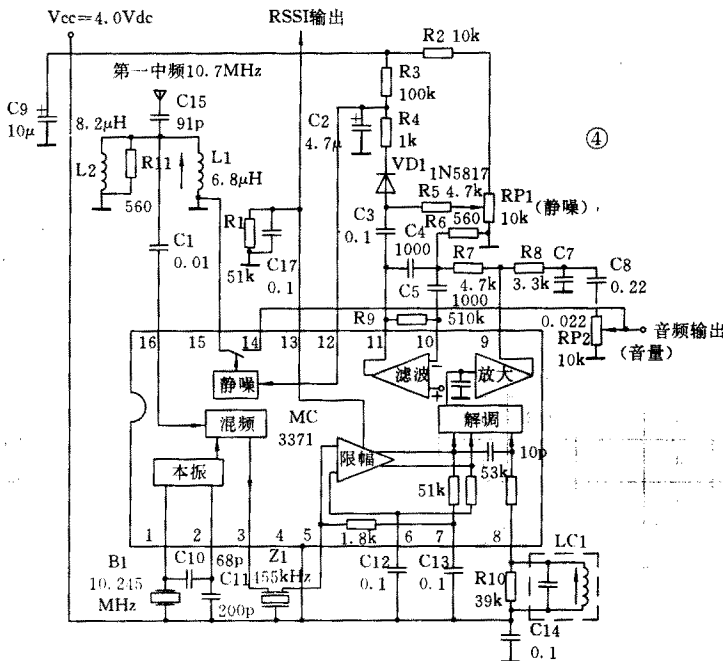 Vcc=4.0Vdc
RSSI输出
R2 10k
第一中频10.7MHz
R3
100k
C9
10μ
C15
91p
8.2μH
C2
4.7μ
R4
1k
④
L2
R11
L1
6.8μH
VD1
1N5817
R5 4.7k
RP1
10k
(静噪)
560
R1
51k
C17
0.1
C3
0.1
R6
560
C4
1000
C1
0.01
R7
4.7k
R8
3.3k
C7
C8
0.22
C5
1000
R9
510k
0.022
RP2
10k
音频输出
(音量)
16
15
14
13
12
11
10
9
静噪
滤波
放大
混频
MC
3371
解调
限幅
本振
10p
53k
51k
1.8k
1
2
3
4
5
6
7
8
B1
10.245
MHz
C10
68p
C11
200p
Z1
455kHz
C12
0.1
C13
0.1
R10
39k
LC1
C14
0.1